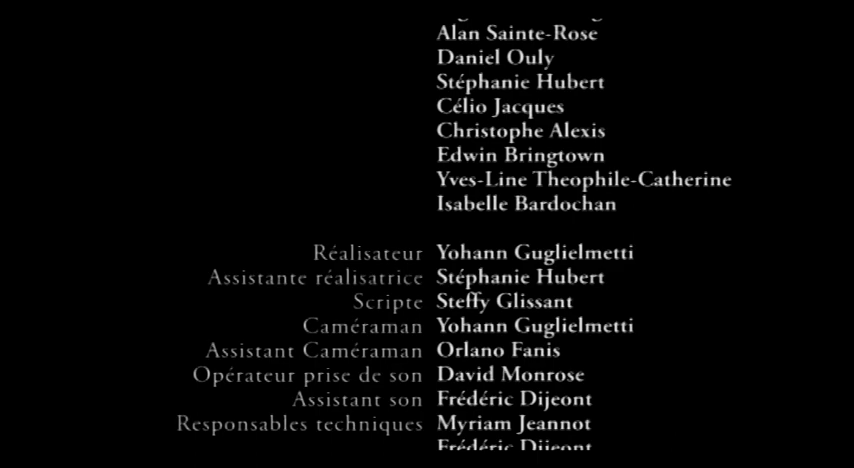 Alan Sainte-Rose
Daniel Ouly
Stéphanie Hubert
Célio Jacques
Christophe Alexis
Edwin Bringtown
Yves-Line Theophile-Catherine
Isabelle Bardochan
Réalisateur Yohann Guglielmetti
Assistante réalisatrice Stéphanie Hubert
Scripte Steffy Glissant
Caméraman Yohann Guglielmetti
Assistant Caméraman Orlano Fanis
Opérateur prise de son David Monrose
Assistant son Frédéric Dijeont
Responsables techniques Myriam Jeannot
Frédéric Dijeont